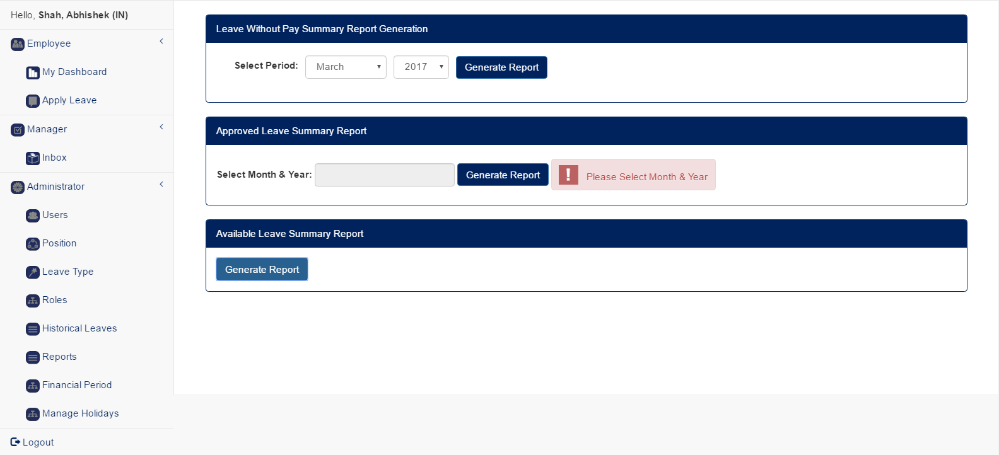 Hello, Shah, Abhishek (IN)
Employee
My Dashboard
Apply Leave
Manager
Inbox
Administrator
Users
Position
Leave Type
Roles
Historical Leaves
Reports
Financial Period
Manage Holidays
Logout
Leave Without Pay Summary Report Generation
Select Period: March 2017 Generate Report
Approved Leave Summary Report
Select Month & Year: Generate Report ! Please Select Month & Year
Available Leave Summary Report
Generate Report